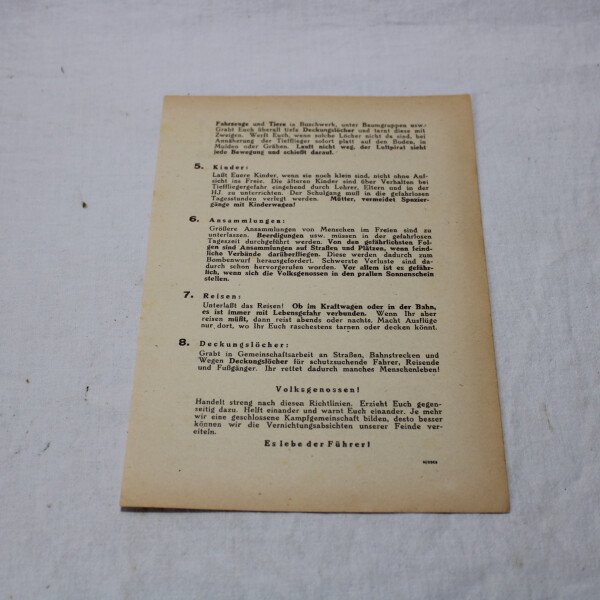 Fahrzeuge und Tiere in Buschwerk, unter Baumgruppen usw.
Grabt Euch überall tiefe Deckungslöcher und tarnt diese mit
Zweigen. Werft Euch, wenn solche Löcher nicht da sind, bei
Annäherung der Tiefflieger sofort platt auf den Boden, in
Mulden oder Gräben. Lauft nicht weg, der Luftpirat sieht
jede Bewegung und schießt darauf.
5. Kinder:
Laßt Euere Kinder, wenn sie noch klein sind, nicht ohne Auf-
sicht ins Freie. Die älteren Kinder sind über Verhalten bei
Tieffliegergefahr eingehend durch Lehrer, Eltern und in der
HJ. zu unterrichten. Der Schulgang muß in die gefahrlosen
Tagesstunden verlegt werden. Mütter, vermeidet Spazier-
gänge mit Kinderwagen!
6. Ansammlungen:
Größere Ansammlungen von Menschen im Freien sind zu
unterlassen. Beerdigungen usw. müssen in der gefahrlosen
Tageszeit durchgeführt werden. Von den gefährlichsten Fol-
gen sind Ansammlungen auf Straßen und Plätzen, wenn feind-
liche Verbände darüberfliegen. Diese werden dadurch zum
Bombenwurf herausgefordert. Schwerste Verluste sind da-
durch schon hervorgerufen worden. Vor allem ist es gefähr-
lich, wenn sich die Volksgenossen in den prallen Sonnenschein
stellen.
7. Reisen:
Unterlaßt das Reisen! Ob im Kraftwagen oder in der Bahn,
es ist immer mit Lebensgefahr verbunden. Wenn Ihr aber
reisen müßt, dann reist abends oder nachts. Macht Ausflüge
nur dort, wo Ihr Euch raschestens tarnen oder decken könnt.
8. Deckungslöcher:
Grabt in Gemeinschaftsarbeit an Straßen, Bahnstrecken und
Wegen Deckungslöcher für schutzsuchende Fahrer, Reisende
und Fußgänger. Ihr rettet dadurch manches Menschenleben!
Volksgenossen!
Handelt streng nach diesen Richtlinien. Erzieht Euch gegen-
seitig dazu. Helft einander und warnt Euch einander. Je mehr
wir eine geschlossene Kampfgemeinschaft bilden, desto besser
können wir die Vernichtungsabsichten unserer Feinde ver-
eiteln.
Es lebe der Führer!